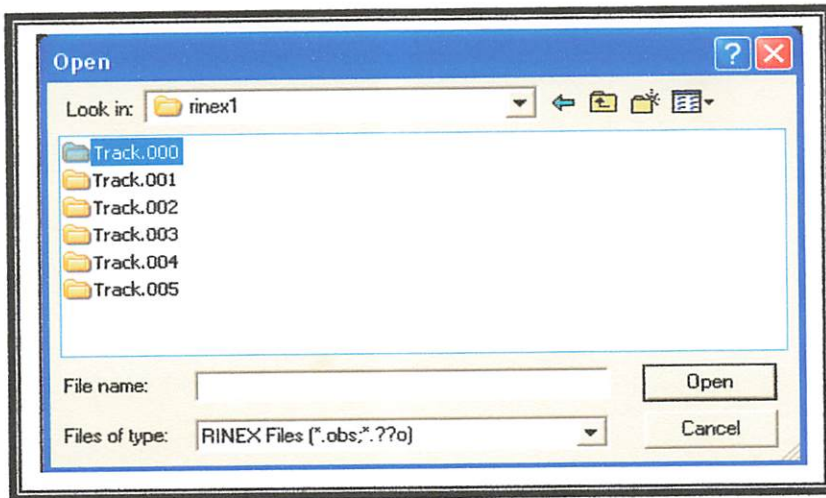 Open
Look in: rinex1
Track.000
Track.001
Track.002
Track.003
Track.004
Track.005
File name: Open
Files of type: RINEX Files (*.obs;*.??o) Cancel